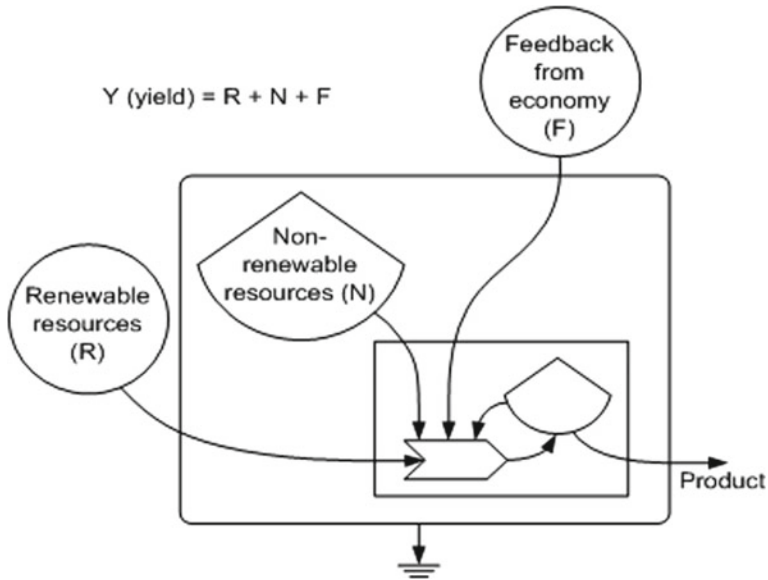 Feedback
from
economy
(F)
Y (yield) = R + N + F
Non-
renewable
resources (N)
Renewable
resources
(R)
Product